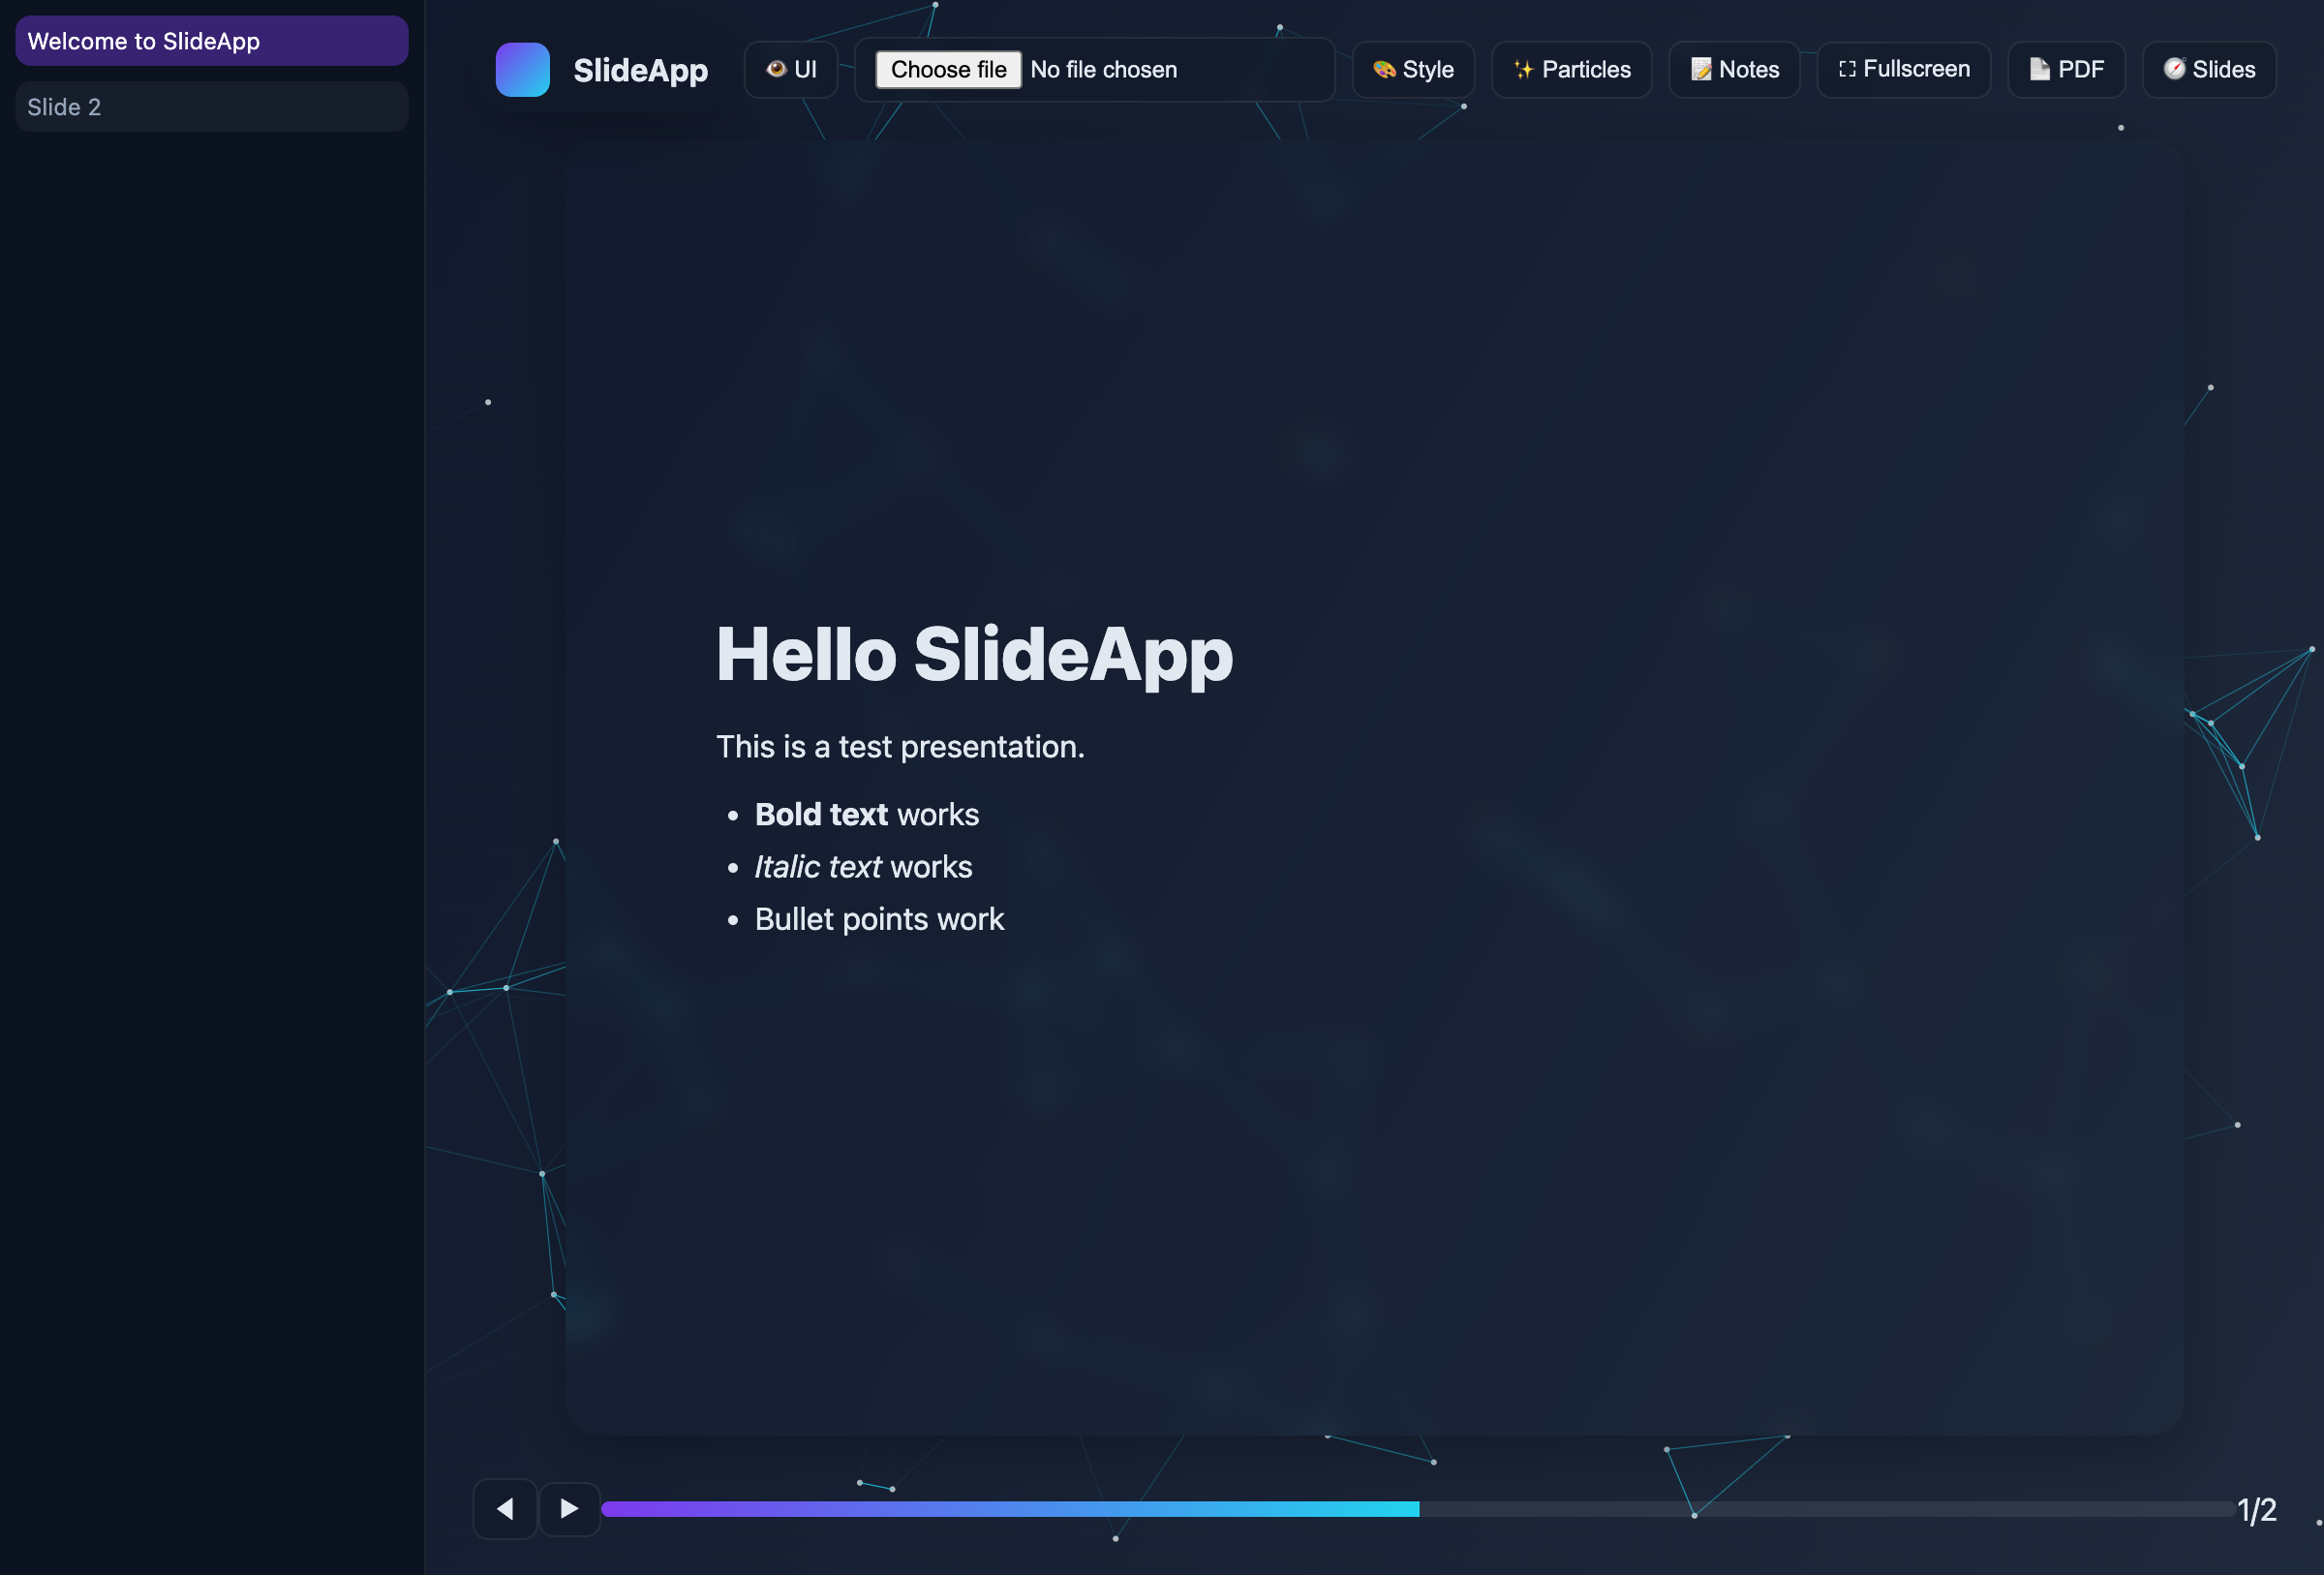 Welcome to SlideApp
Slide 2
SlideApp
UI
Choose file No file chosen
Style
Particles
Notes
Fullscreen
PDF
Slides
Hello SlideApp
This is a test presentation.
• Bold text works
• Italic text works
• Bullet points work
1/2